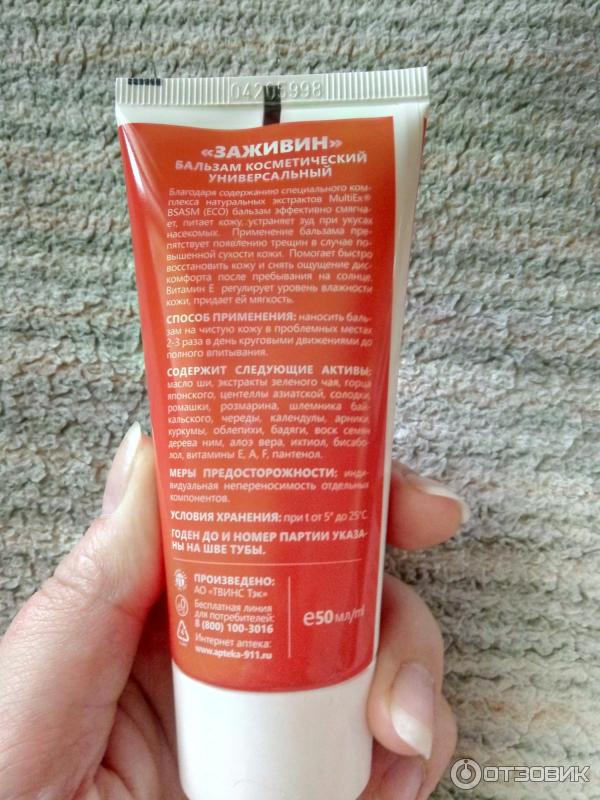 04205998
«ЗАЖИВИН»
БАЛЬЗАМ КОСМЕТИЧЕСКИЙ
УНИВЕРСАЛЬНЫЙ
Благодаря содержанию специального ком-
плекса натуральных экстрактов MultiEx®
BSASM (ECO) бальзам эффективно смягча-
ет, питает кожу, устраняет зуд при укусах
насекомых. Применение бальзама пре-
пятствует появлению трещин в случае по-
вышенной сухости кожи. Помогает быстро
восстановить кожу и снять ощущение дис-
комфорта после пребывания на солнце.
Витамин Е регулирует уровень влажности
кожи, придает ей мягкость.
СПОСОБ ПРИМЕНЕНИЯ: наносить баль-
зам на чистую кожу в проблемных местах
2-3 раза в день круговыми движениями до
полного впитывания.
СОДЕРЖИТ СЛЕДУЮЩИЕ АКТИВЫ:
масло ши, экстракты зеленого чая, горца
японского, центеллы азиатской, солодки,
ромашки, розмарина, шлемника бай-
кальского, череды, календулы, арники,
куркумы, облепихи, бадяги, воск семян
дерева ним, алоэ вера, ихтиол, бисабо-
лол, витамины Е, А, F, пантенол.
МЕРЫ ПРЕДОСТОРОЖНОСТИ: инди-
видуальная непереносимость отдельных
компонентов.
УСЛОВИЯ ХРАНЕНИЯ: при t от 5° до 25°С
ГОДЕН ДО И НОМЕР ПАРТИИ УКАЗА-
НЫ НА ШВЕ ТУБЫ.
ПРОИЗВЕДЕНО:
АО «ТВИНС Тэк»
Бесплатная линия
для потребителей:
8 (800) 100-3016
Интернет аптека:
www.apteka-911.ru
℮50 мл/ml
ОТЗОВИК